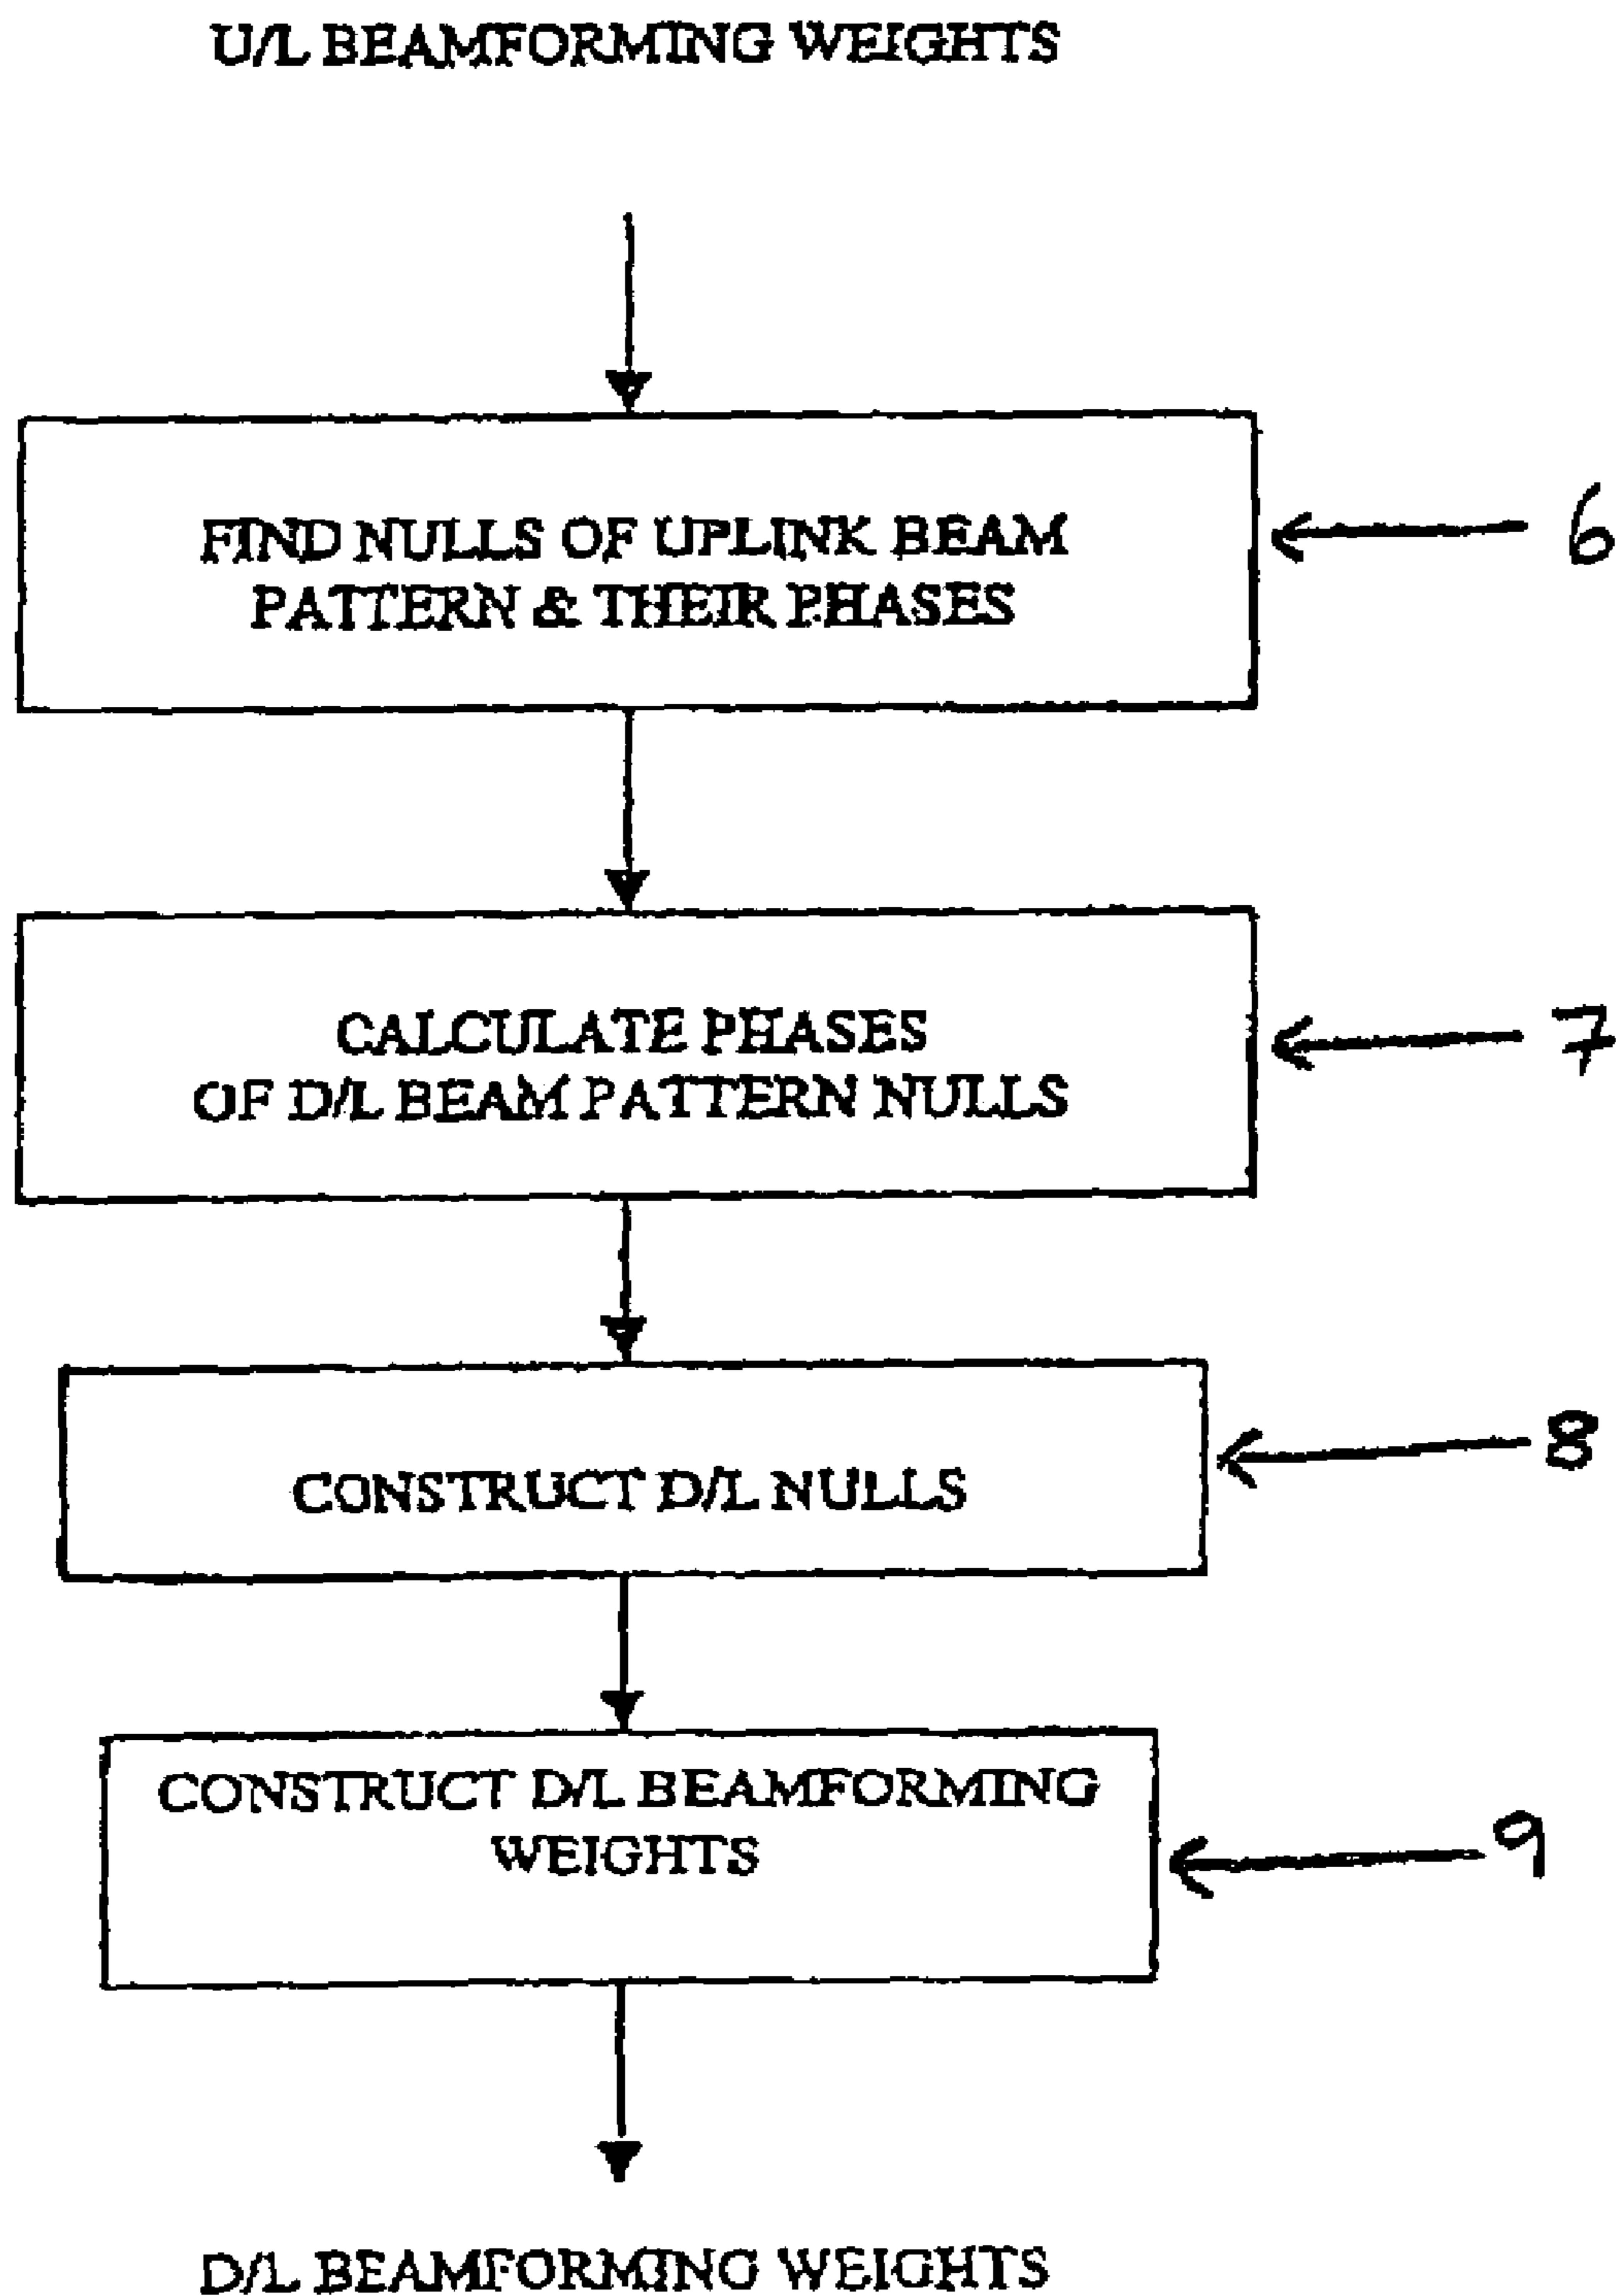 U/L BEAMFORMING WEIGHTS
FIND NULLS OF UPLINK BEAM
PATTERN & THEIR PHASES
6
CALCULATE PHASES
OF D/L BEAM PATTERN NULLS
7
CONSTRUCT D/L NULLS
8
CONSTRUCT D/L BEAMFORMING
WEIGHTS
9
D/L BEAMFORMING WEIGHTS